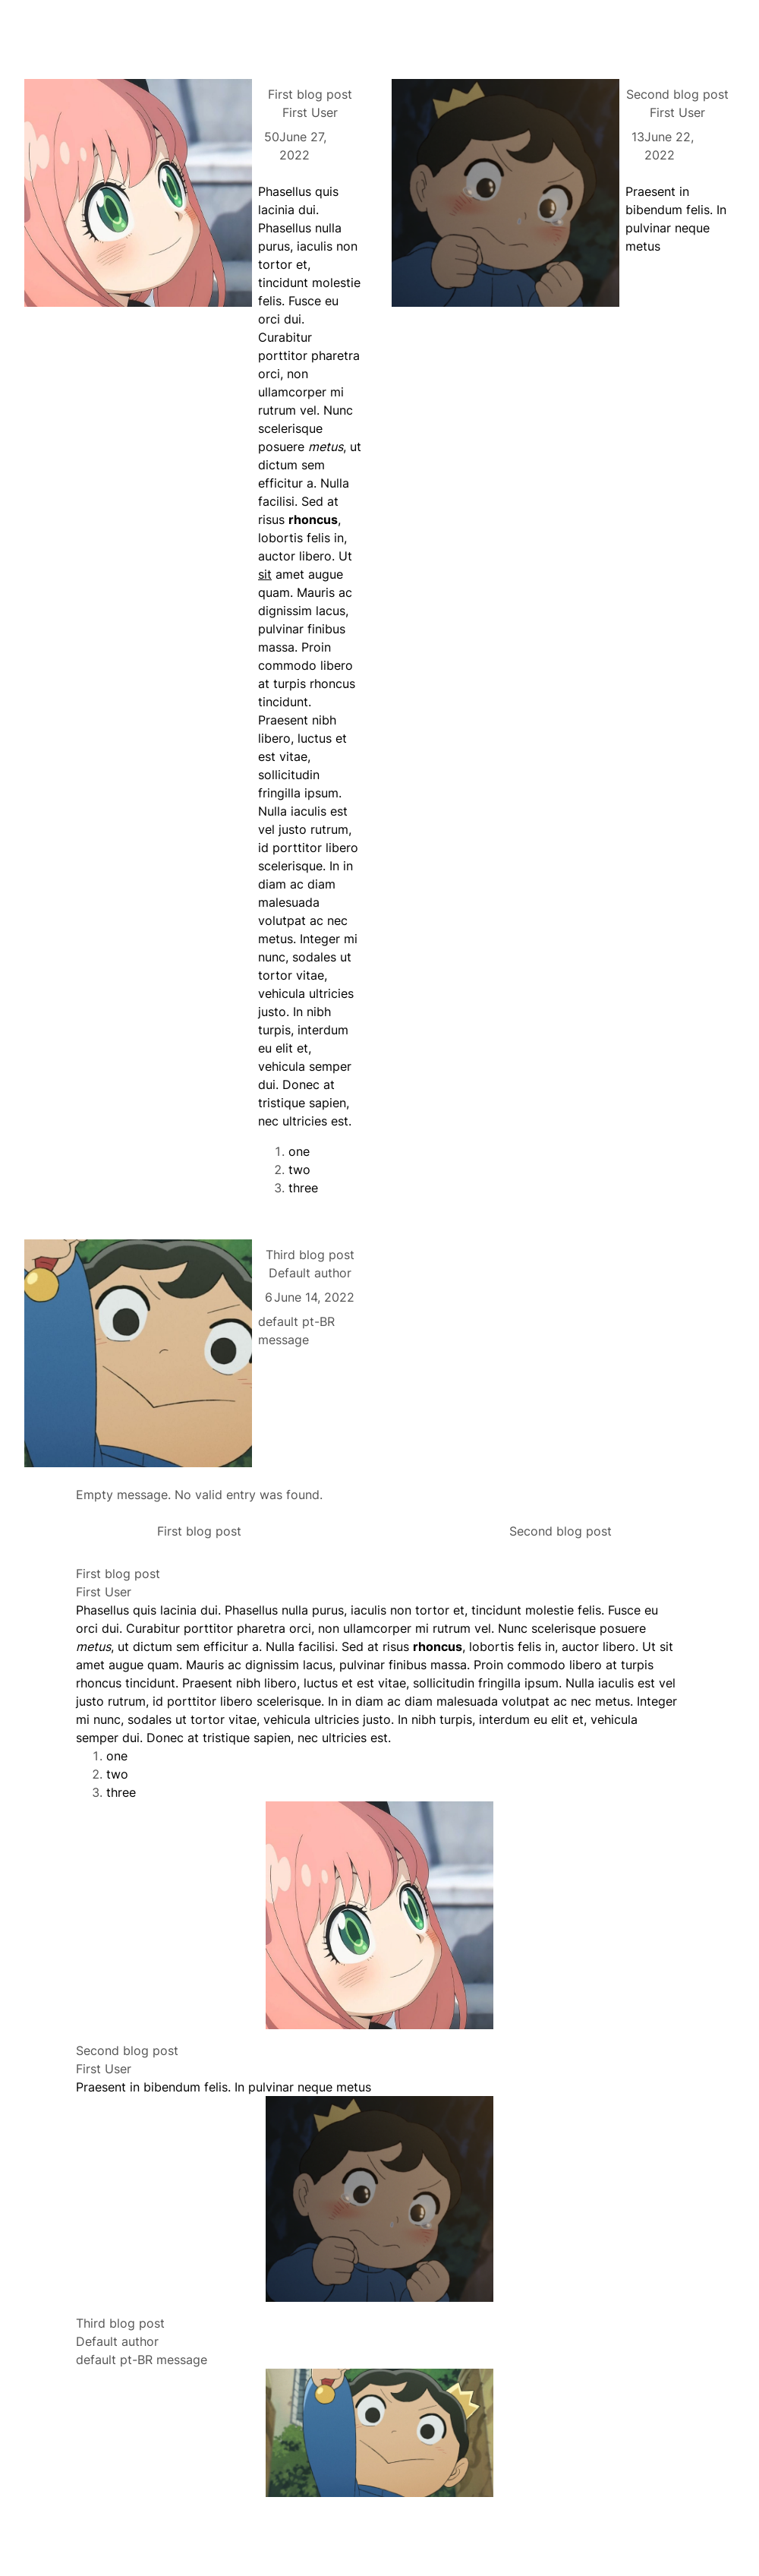 First blog post
First User
50June 27,
2022
Phasellus quis
lacinia dui.
Phasellus nulla
purus, iaculis non
tortor et,
tincidunt molestie
felis. Fusce eu
orci dui.
Curabitur
porttitor pharetra
orci, non
ullamcorper mi
rutrum vel. Nunc
scelerisque
posuere metus, ut
dictum sem
efficitur a. Nulla
facilisi. Sed at
risus rhoncus,
lobortis felis in,
auctor libero. Ut
sit amet augue
quam. Mauris ac
dignissim lacus,
pulvinar finibus
massa. Proin
commodo libero
at turpis rhoncus
tincidunt.
Praesent nibh
libero, luctus et
est vitae,
sollicitudin
fringilla ipsum.
Nulla iaculis est
vel justo rutrum,
id porttitor libero
scelerisque. In in
diam ac diam
malesuada
volutpat ac nec
metus. Integer mi
nunc, sodales ut
tortor vitae,
vehicula ultricies
justo. In nibh
turpis, interdum
eu elit et,
vehicula semper
dui. Donec at
tristique sapien,
nec ultricies est.
1. one
2. two
3. three
Second blog post
First User
13June 22,
2022
Praesent in
bibendum felis. In
pulvinar neque
metus
Third blog post
Default author
6 June 14, 2022
default pt-BR
message
Empty message. No valid entry was found.
First blog post
Second blog post
First blog post
First User
Phasellus quis lacinia dui. Phasellus nulla purus, iaculis non tortor et, tincidunt molestie felis. Fusce eu
orci dui. Curabitur porttitor pharetra orci, non ullamcorper mi rutrum vel. Nunc scelerisque posuere
metus, ut dictum sem efficitur a. Nulla facilisi. Sed at risus rhoncus, lobortis felis in, auctor libero. Ut sit
amet augue quam. Mauris ac dignissim lacus, pulvinar finibus massa. Proin commodo libero at turpis
rhoncus tincidunt. Praesent nibh libero, luctus et est vitae, sollicitudin fringilla ipsum. Nulla iaculis est vel
justo rutrum, id porttitor libero scelerisque. In in diam ac diam malesuada volutpat ac nec metus. Integer
mi nunc, sodales ut tortor vitae, vehicula ultricies justo. In nibh turpis, interdum eu elit et, vehicula
semper dui. Donec at tristique sapien, nec ultricies est.
1. one
2. two
3. three
Second blog post
First User
Praesent in bibendum felis. In pulvinar neque metus
Third blog post
Default author
default pt-BR message